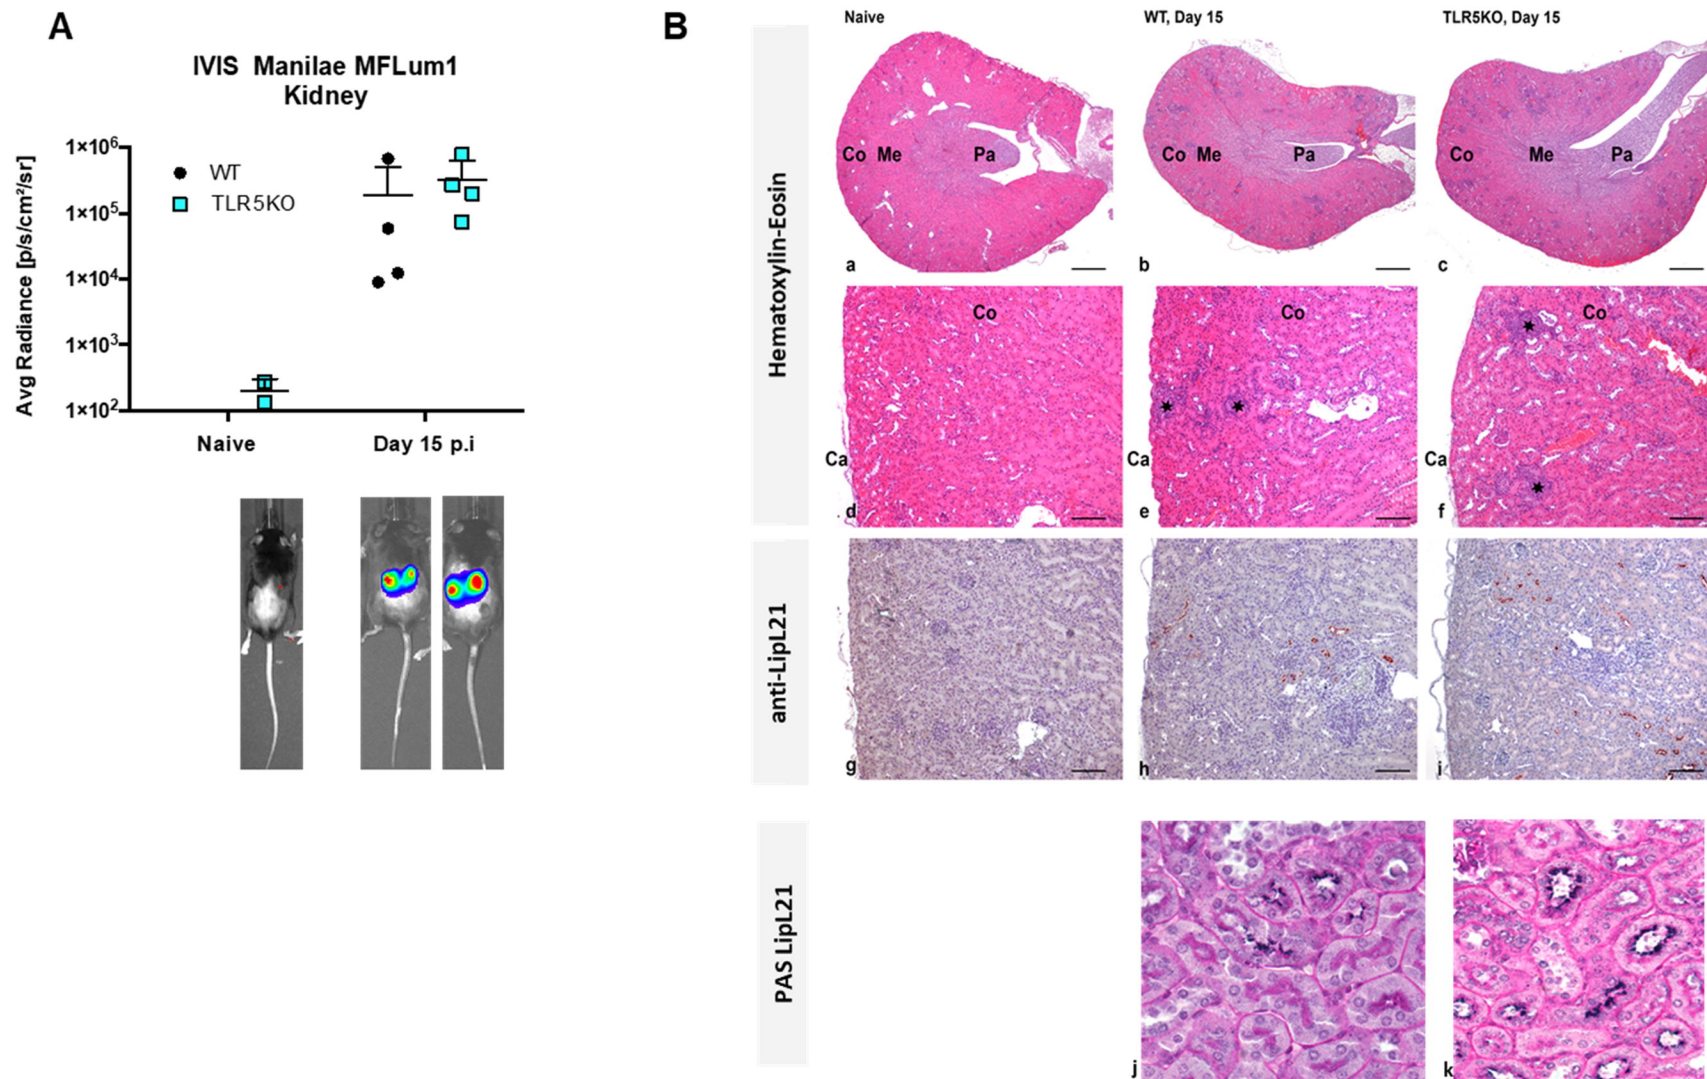 A
IVIS Manilae MFLum1
Kidney
Avg Radiance [p/s/cm²/sr]
1×10⁶
1×10⁵
1×10⁴
1×10³
1×10²
WT
TLR5KO
Naive
Day 15 p.i
B
Naive
WT, Day 15
TLR5KO, Day 15
Hematoxylin-Eosin
Co Me Pa
a
Co Me Pa
b
Co Me Pa
c
Co
Ca
d
Co
Ca
e
Co
Ca
f
anti-LipL21
g
h
i
PAS LipL21
j
k